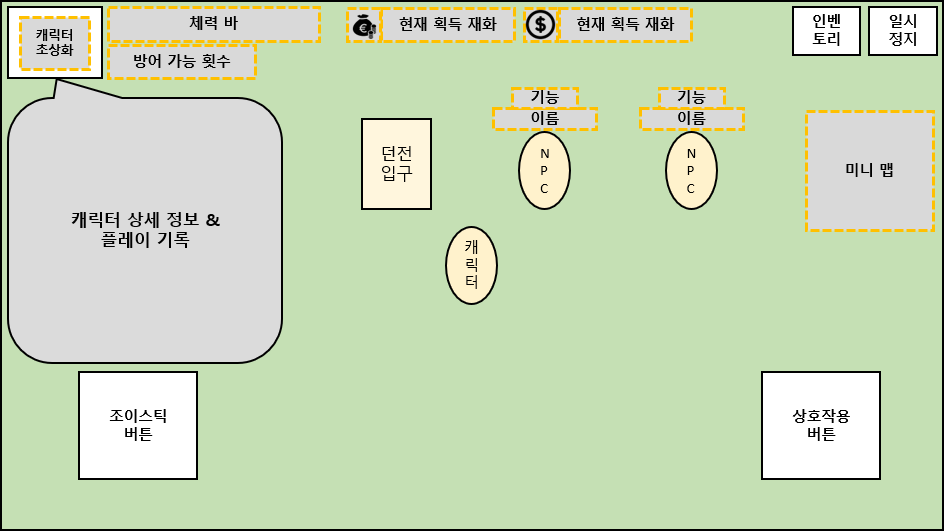 캐릭터
초상화
체력 바
방어 가능 횟수
현재 획득 재화
$
현재 획득 재화
인벤
토리
일시
정지
기능
이름
N
P
C
기능
이름
N
P
C
던전
입구
미니 맵
캐릭터 상세 정보 &
플레이 기록
캐
릭
터
조이스틱
버튼
상호작용
버튼